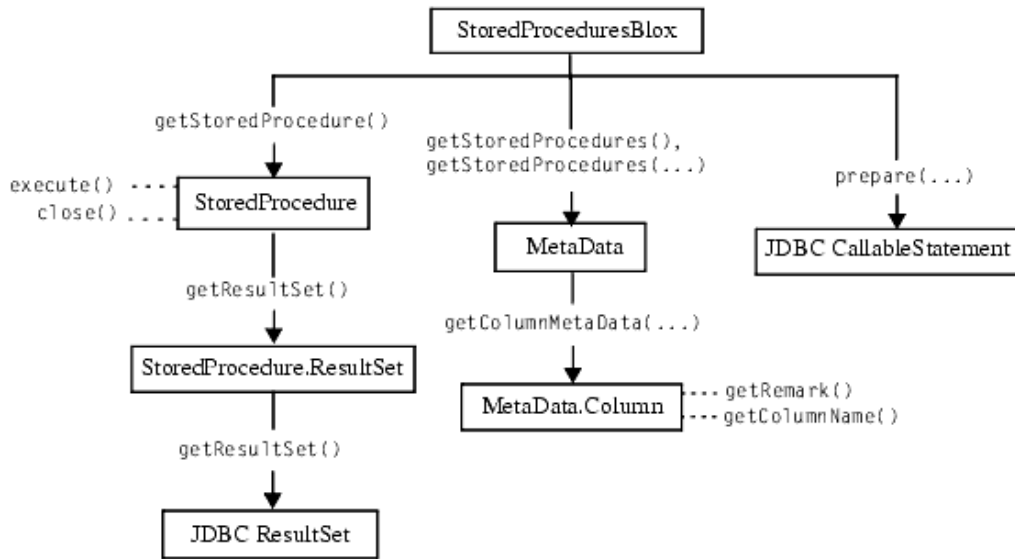 StoredProceduresBlox
getStoredProcedure()
getStoredProcedures(),
getStoredProcedures(...)
prepare(...)
execute()
close()
StoredProcedure
MetaData
JDBC CallableStatement
getResultSet()
getColumnMetaData(...)
StoredProcedure.ResultSet
MetaData.Column
getRemark()
getColumnName()
getResultSet()
JDBC ResultSet